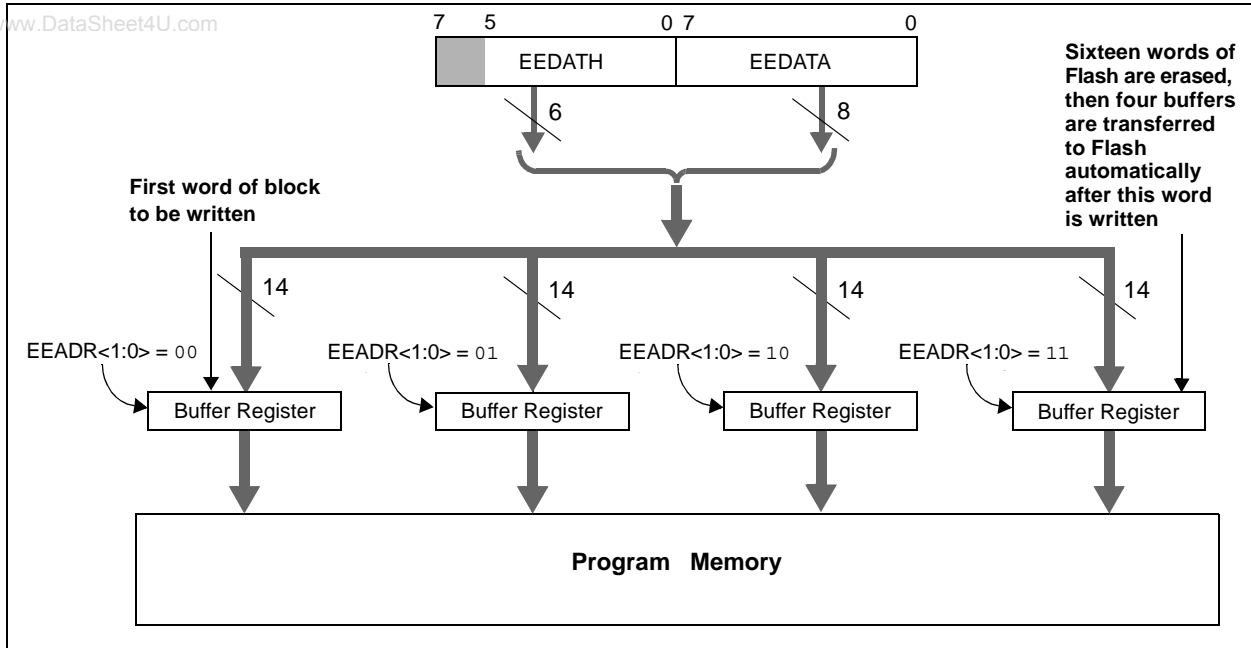 www.DataSheet4U.com
7 5 0 7 0
EEDATH EEDATA
6 8
Sixteen words of
Flash are erased,
then four buffers
are transferred
to Flash
automatically
after this word
is written
First word of block
to be written
14 14 14 14
EEADR<1:0> = 00 EEADR<1:0> = 01 EEADR<1:0> = 10 EEADR<1:0> = 11
Buffer Register Buffer Register Buffer Register Buffer Register
Program Memory